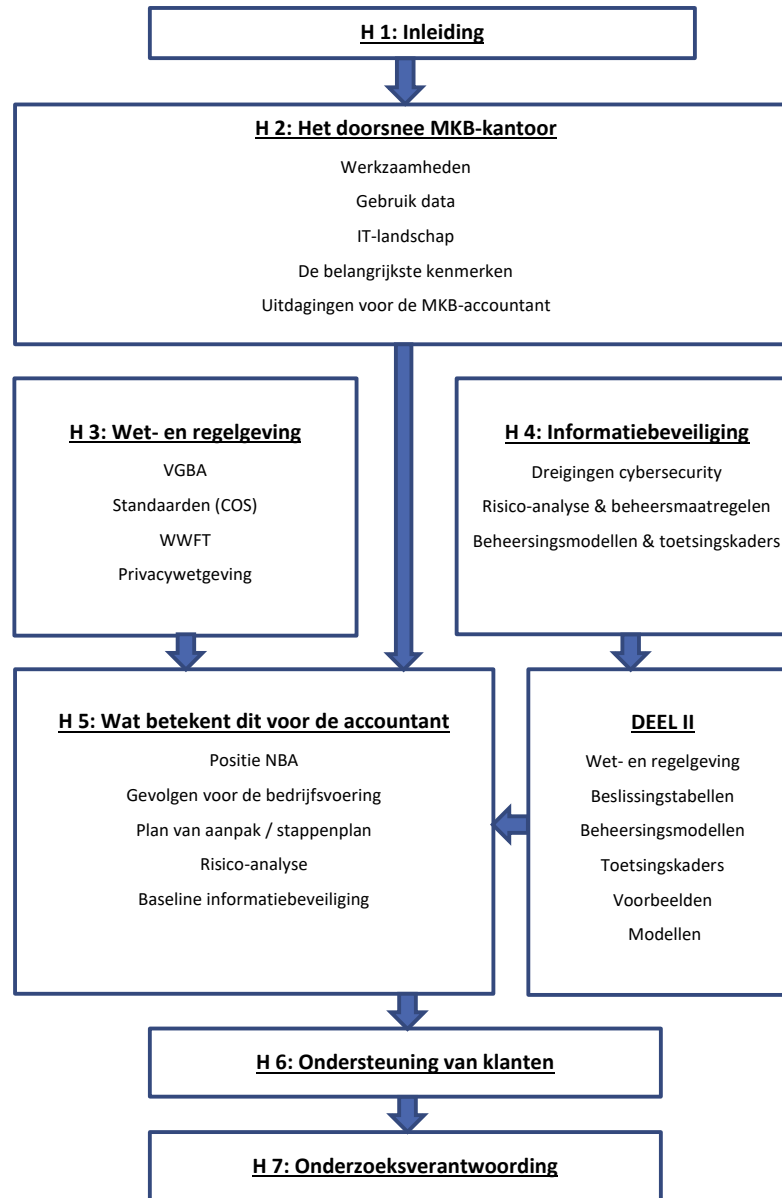 H 1: Inleiding
H 2: Het doorsnee MKB-kantoor
Werkzaamheden
Gebruik data
IT-landschap
De belangrijkste kenmerken
Uitdagingen voor de MKB-accountant
H 3: Wet- en regelgeving
VGBA
Standaarden (COS)
WWFT
Privacywetgeving
H 4: Informatiebeveiliging
Dreigingen cybersecurity
Risico-analyse & beheersmaatregelen
Beheersingsmodellen & toetsingskaders
H 5: Wat betekent dit voor de accountant
Positie NBA
Gevolgen voor de bedrijfsvoering
Plan van aanpak / stappenplan
Risico-analyse
Baseline informatiebeveiliging
DEEL II
Wet- en regelgeving
Beslissingstabellen
Beheersingsmodellen
Toetsingskaders
Voorbeelden
Modellen
H 6: Ondersteuning van klanten
H 7: Onderzoeksverantwoording